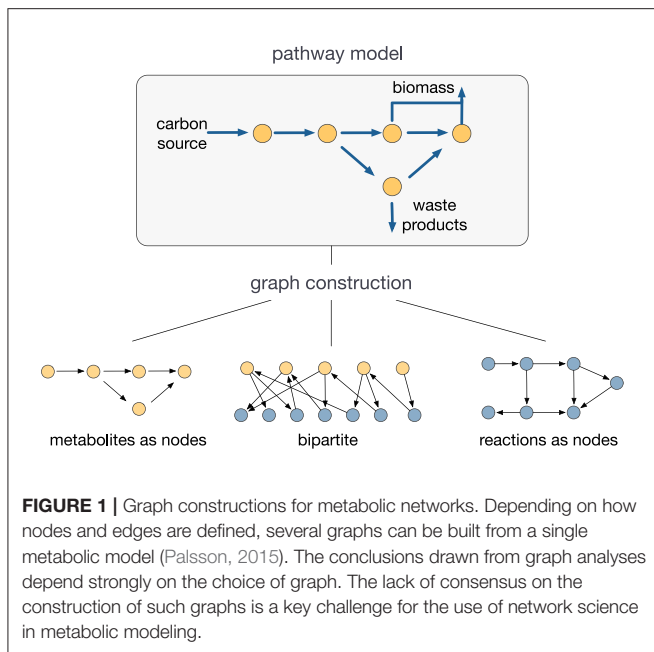 pathway model
biomass
carbon
source
waste
products
graph construction
metabolites as nodes
bipartite
reactions as nodes
FIGURE 1 | Graph constructions for metabolic networks. Depending on how
nodes and edges are defined, several graphs can be built from a single
metabolic model (Palsson, 2015). The conclusions drawn from graph analyses
depend strongly on the choice of graph. The lack of consensus on the
construction of such graphs is a key challenge for the use of network science
in metabolic modeling.